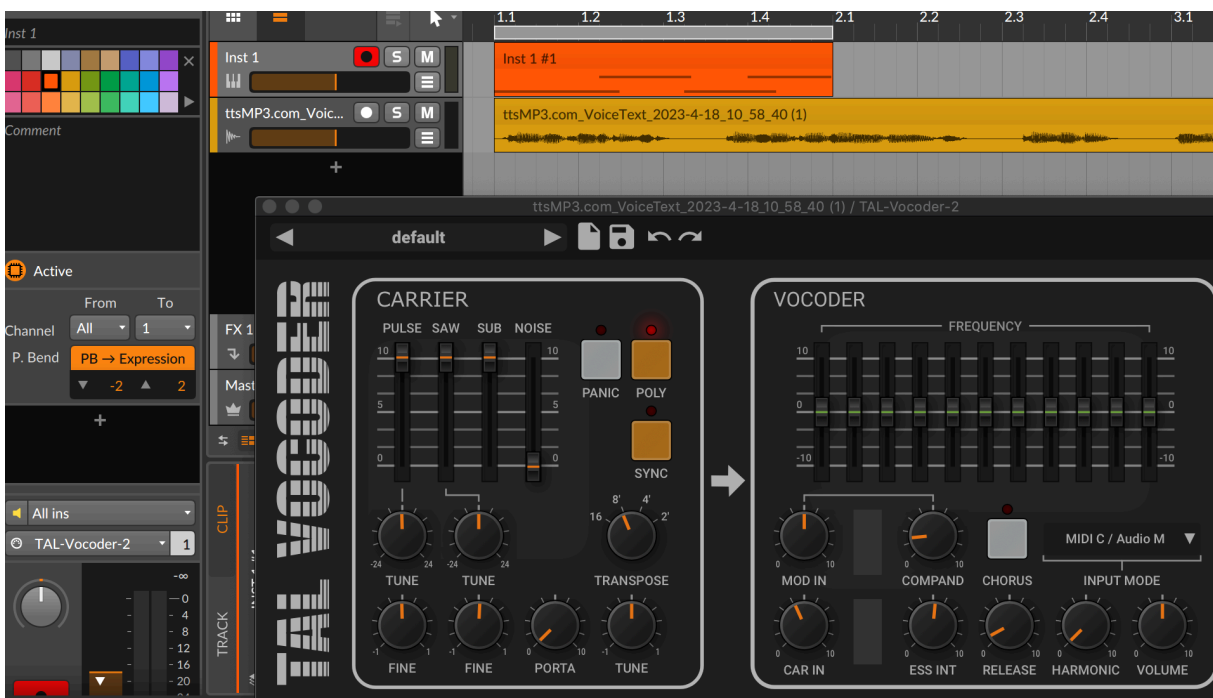 Inst 1
Comment
Active
From To
Channel All 1
P. Bend PB → Expression
-2 2
All ins
TAL-Vocoder-2 1
-∞
0
4
8
12
16
20
CLIP
TRACK
1.1 1.2 1.3 1.4 2.1 2.2 2.3 2.4 3.1
Inst 1 S M
Inst 1 #1
ttsMP3.com_Voic... S M
ttsMP3.com_VoiceText_2023-4-18_10_58_40 (1)
+
FX 1
Mast
ttsMP3.com_VoiceText_2023-4-18_10_58_40 (1) / TAL-Vocoder-2
default
TAL VOCODER
CARRIER
PULSE SAW SUB NOISE
10 10
5 5
0 0
PANIC POLY
SYNC
-24 24 -24 24
TUNE TUNE
16 8' 4' 2'
TRANSPOSE
-1 1 -1 1 0 10 -1 1
FINE FINE PORTA TUNE
VOCODER
FREQUENCY
10 10
0 0
-10 -10
0 10 0 10
MOD IN COMPAND CHORUS
MIDI C / Audio M
INPUT MODE
0 10 0 10 0 10 0 10 0 10
CAR IN ESS INT RELEASE HARMONIC VOLUME